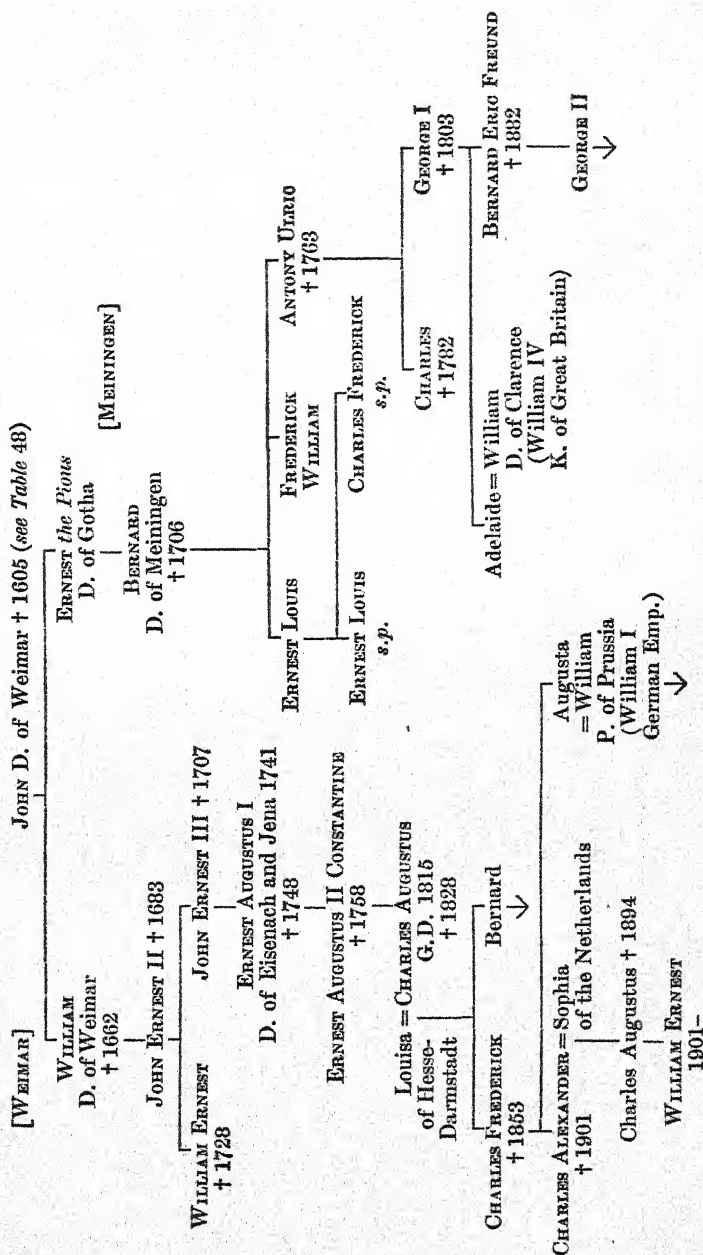 [WEIMAR]
JOHN D. of Weimar † 1605 (see Table 48)
WILLIAM
D. of Weimar
† 1662
ERNEST the Pious
D. of Gotha
[MEININGEN]
JOHN ERNEST II † 1683
BERNARD
D. of Meiningen
† 1706
WILLIAM ERNEST
† 1728
JOHN ERNEST III † 1707
ERNEST AUGUSTUS I
D. of Eisenach and Jena 1741
† 1748
ERNEST LOUIS
FREDERICK
WILLIAM
ANTONY ULRIC
† 1763
ERNEST AUGUSTUS II CONSTANTINE
† 1758
ERNEST LOUIS
s.p.
CHARLES FREDERICK
s.p.
Louisa = CHARLES AUGUSTUS
of Hesse- G.D. 1815
Darmstadt † 1828
CHARLES
† 1782
GEORGE I
† 1803
CHARLES FREDERICK
† 1853
Bernard
Adelaide = William
D. of Clarence
(William IV
K. of Great Britain)
BERNARD ERIC FREUND
† 1882
CHARLES ALEXANDER = Sophia
† 1901 of the Netherlands
Augusta
= William
P. of Prussia
(William I
German Emp.)
GEORGE II
Charles Augustus † 1894
WILLIAM ERNEST
1901–